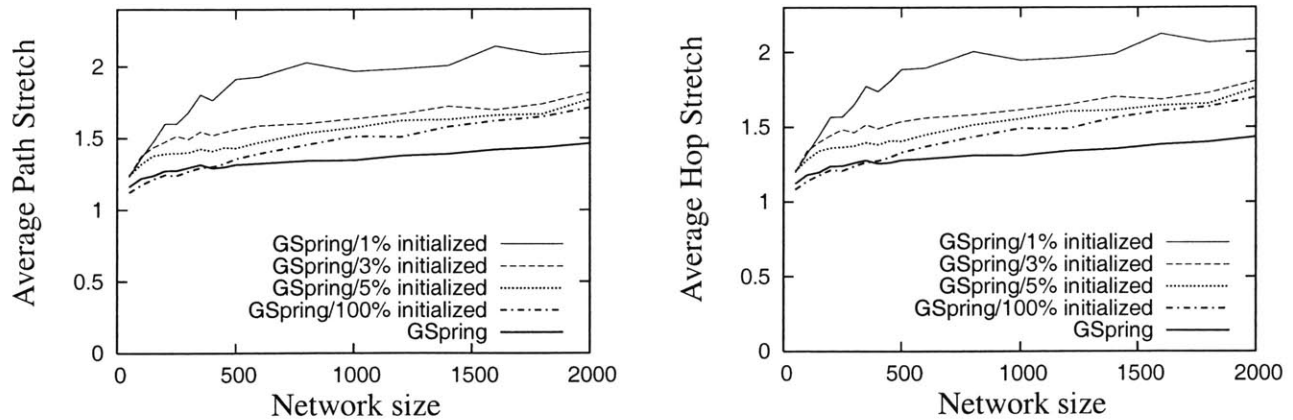 Average Path Stretch
2
1.5
1
0.5
0
GSpring/1% initialized
GSpring/3% initialized
GSpring/5% initialized
GSpring/100% initialized
GSpring
0 500 1000 1500 2000
Network size
Average Hop Stretch
2
1.5
1
0.5
0
GSpring/1% initialized
GSpring/3% initialized
GSpring/5% initialized
GSpring/100% initialized
GSpring
0 500 1000 1500 2000
Network size